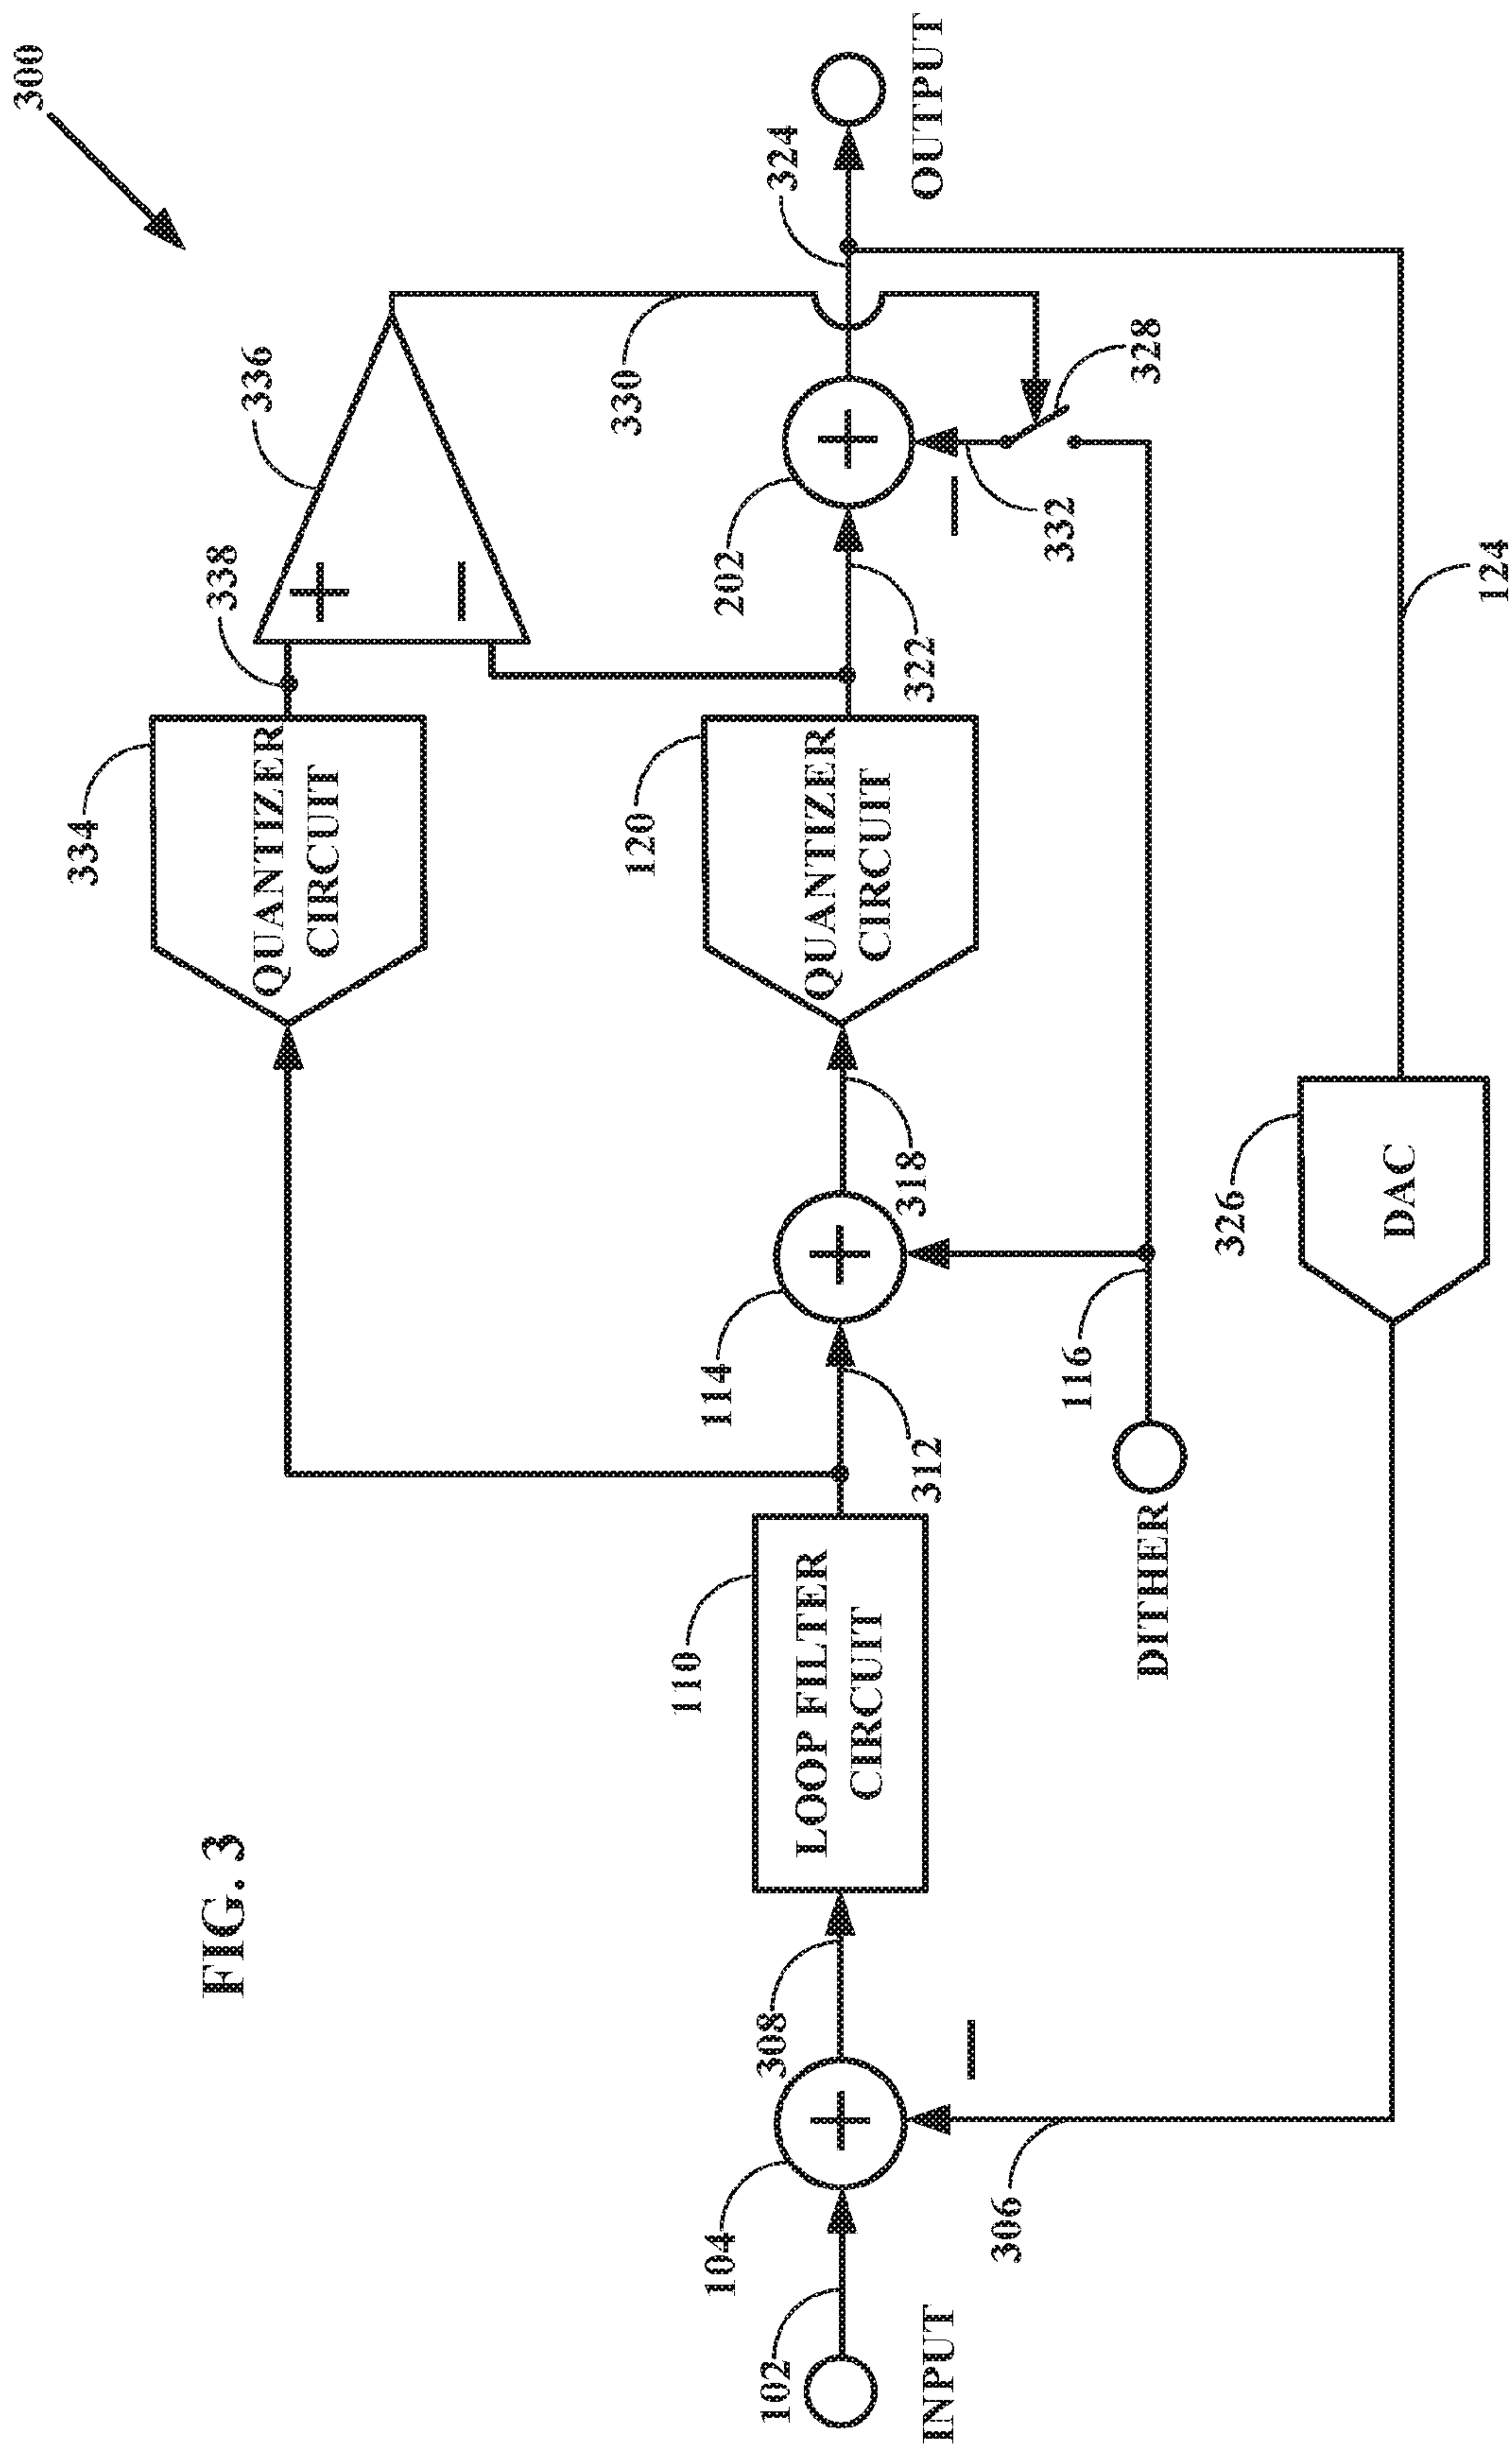 FIG. 3
300
334
QUANTIZER
CIRCUIT
338
336
330
INPUT
102
104
308
306
110
LOOP FILTER
CIRCUIT
312
114
318
116
DITHER
120
QUANTIZER
CIRCUIT
322
202
332
328
324
OUTPUT
326
DAC
124
+
−
+
−
+
+
−